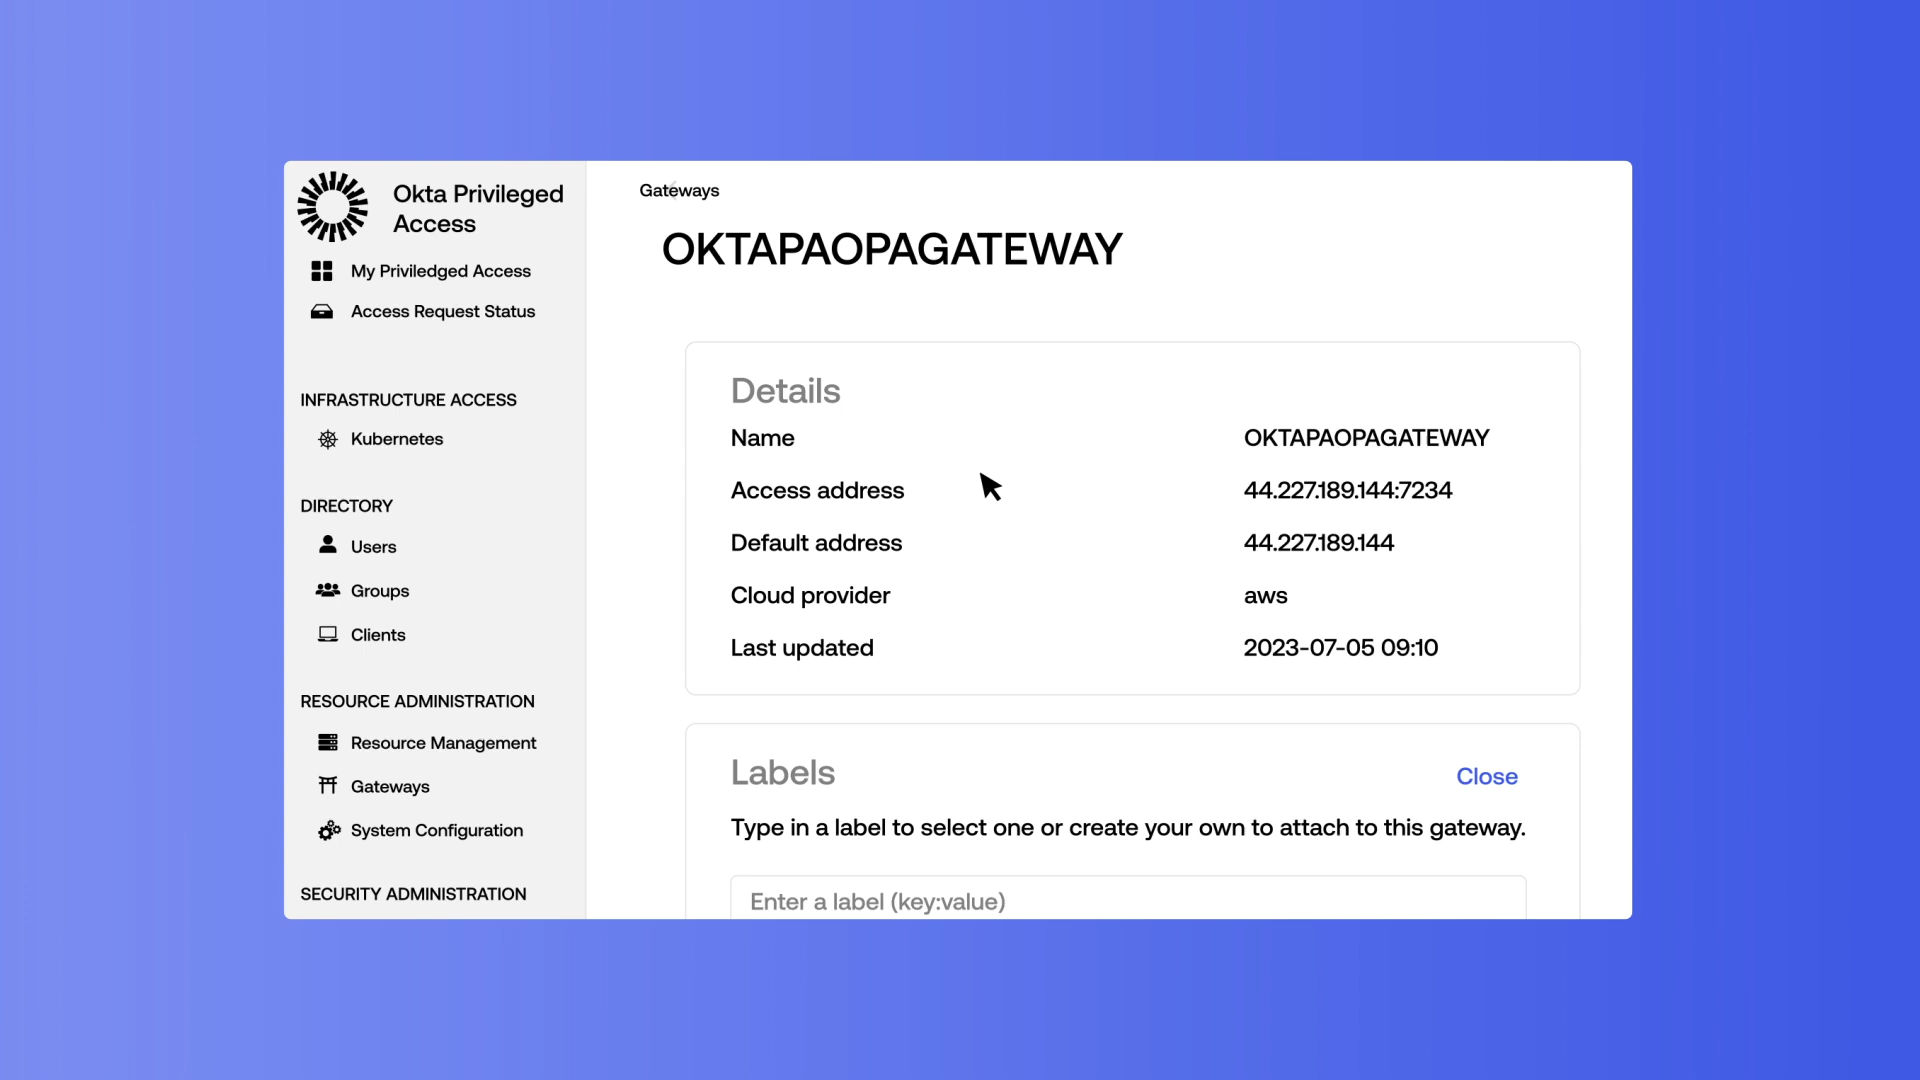 Okta Privileged
Access
My Priviledged Access
Access Request Status
INFRASTRUCTURE ACCESS
Kubernetes
DIRECTORY
Users
Groups
Clients
RESOURCE ADMINISTRATION
Resource Management
Gateways
System Configuration
SECURITY ADMINISTRATION
Gateways
OKTAPAOPAGATEWAY
Details
Name OKTAPAOPAGATEWAY
Access address 44.227.189.144:7234
Default address 44.227.189.144
Cloud provider aws
Last updated 2023-07-05 09:10
Labels Close
Type in a label to select one or create your own to attach to this gateway.
Enter a label (key:value)